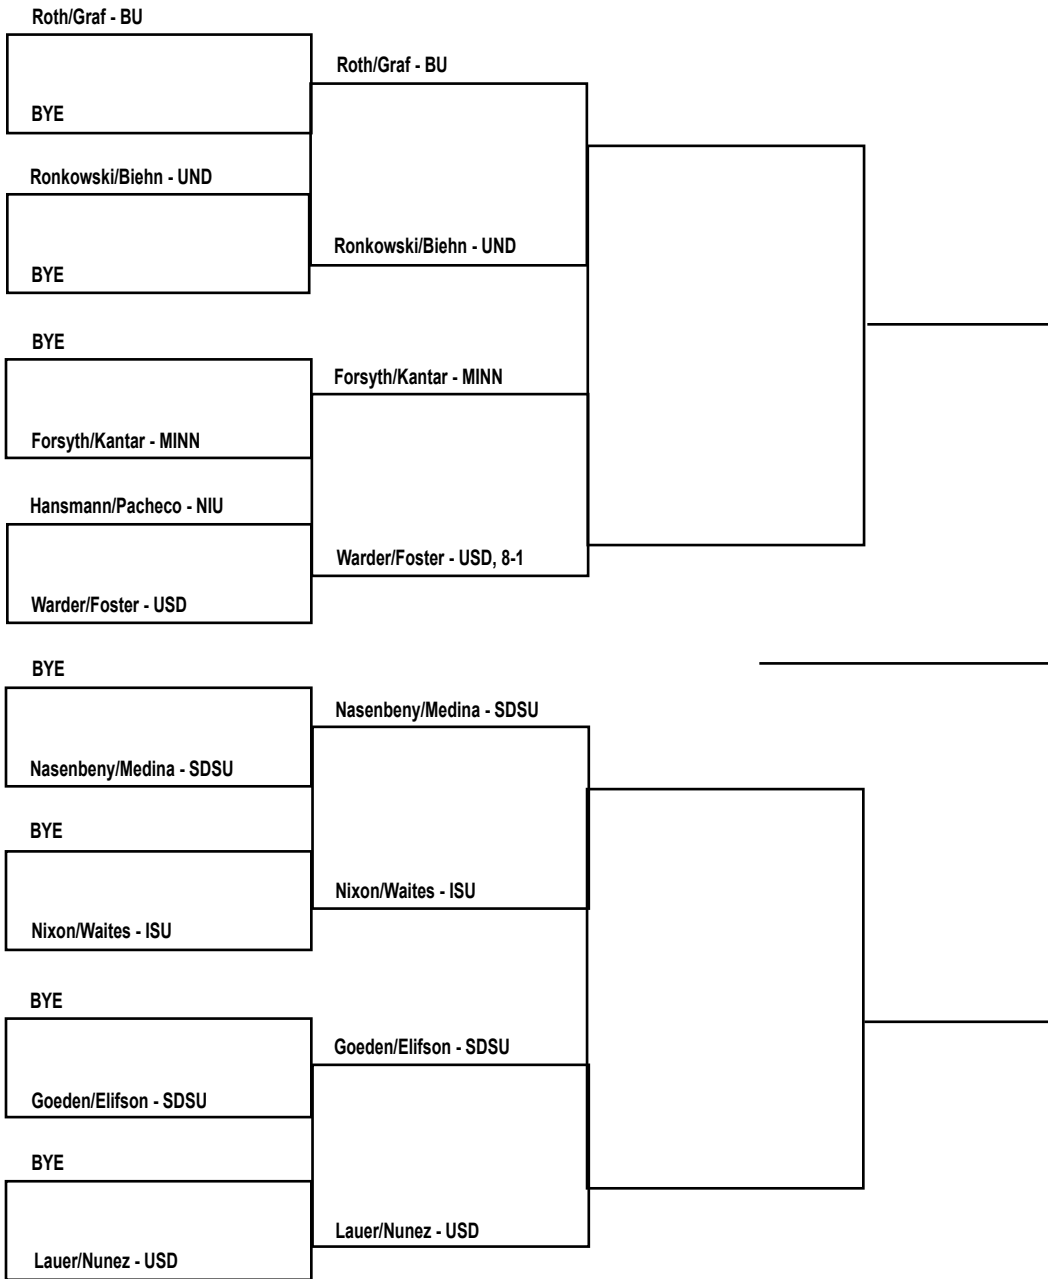 Roth/Graf - BU
BYE
Ronkowski/Biehn - UND
BYE
BYE
Forsyth/Kantar - MINN
Hansmann/Pacheco - NIU
Warder/Foster - USD
BYE
Nasenbeny/Medina - SDSU
BYE
Nixon/Waites - ISU
BYE
Goeden/Elifson - SDSU
BYE
Lauer/Nunez - USD
Roth/Graf - BU
Ronkowski/Biehn - UND
Forsyth/Kantar - MINN
Warder/Foster - USD, 8-1
Nasenbeny/Medina - SDSU
Nixon/Waites - ISU
Goeden/Elifson - SDSU
Lauer/Nunez - USD